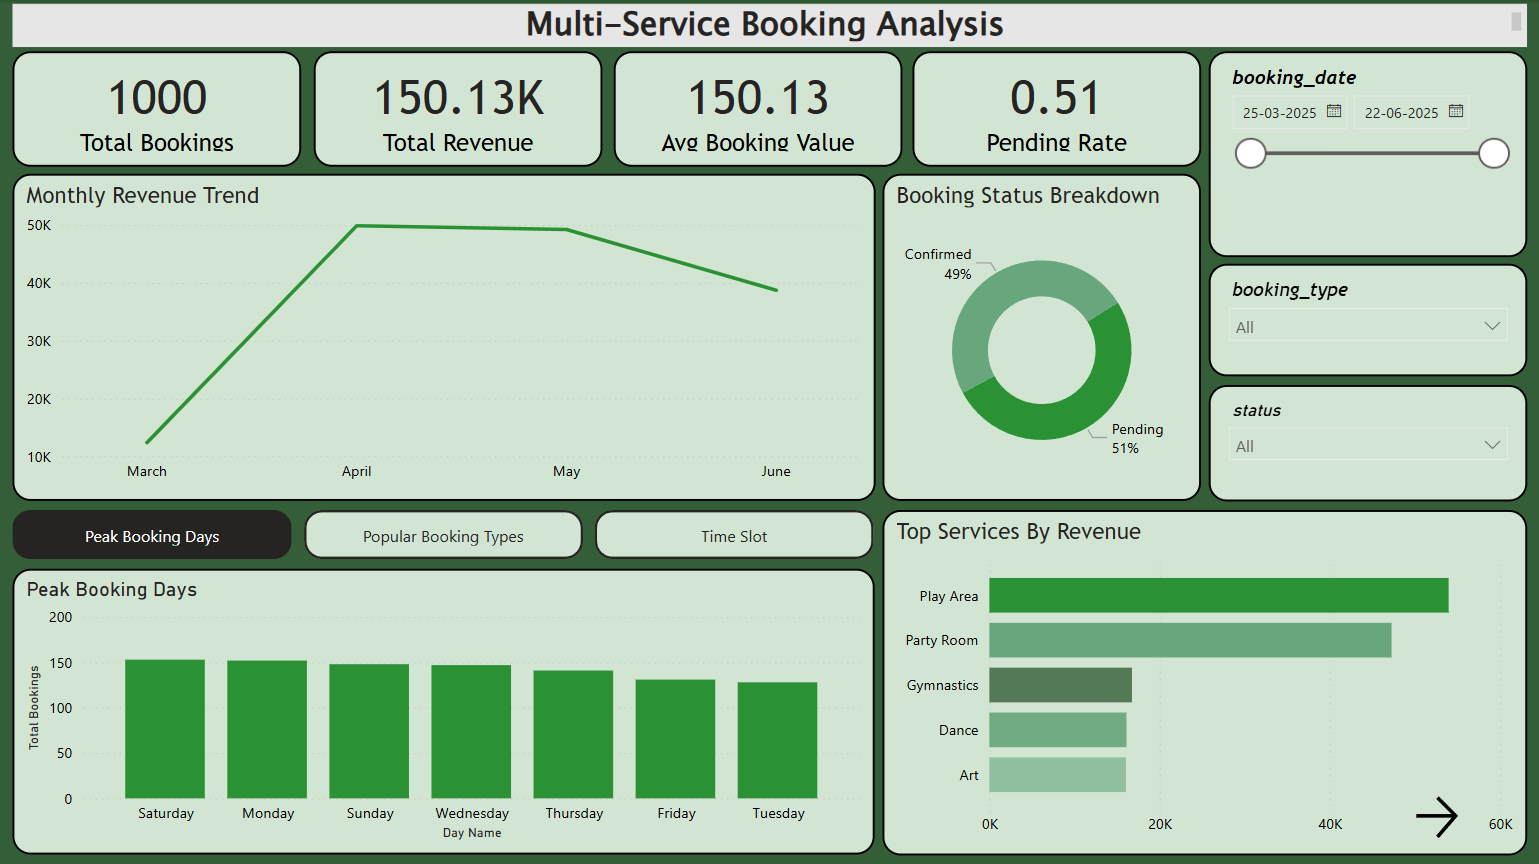 Multi-Service Booking Analysis
1000
Total Bookings
150.13K
Total Revenue
150.13
Avg Booking Value
0.51
Pending Rate
booking_date
25-03-2025
22-06-2025
booking_type
All
status
All
Monthly Revenue Trend
50K
40K
30K
20K
10K
March
April
May
June
Booking Status Breakdown
Confirmed
49%
Pending
51%
Peak Booking Days
Popular Booking Types
Time Slot
Peak Booking Days
Total Bookings
200
150
100
50
0
Saturday
Monday
Sunday
Wednesday
Thursday
Friday
Tuesday
Day Name
Top Services By Revenue
Play Area
Party Room
Gymnastics
Dance
Art
0K
20K
40K
60K